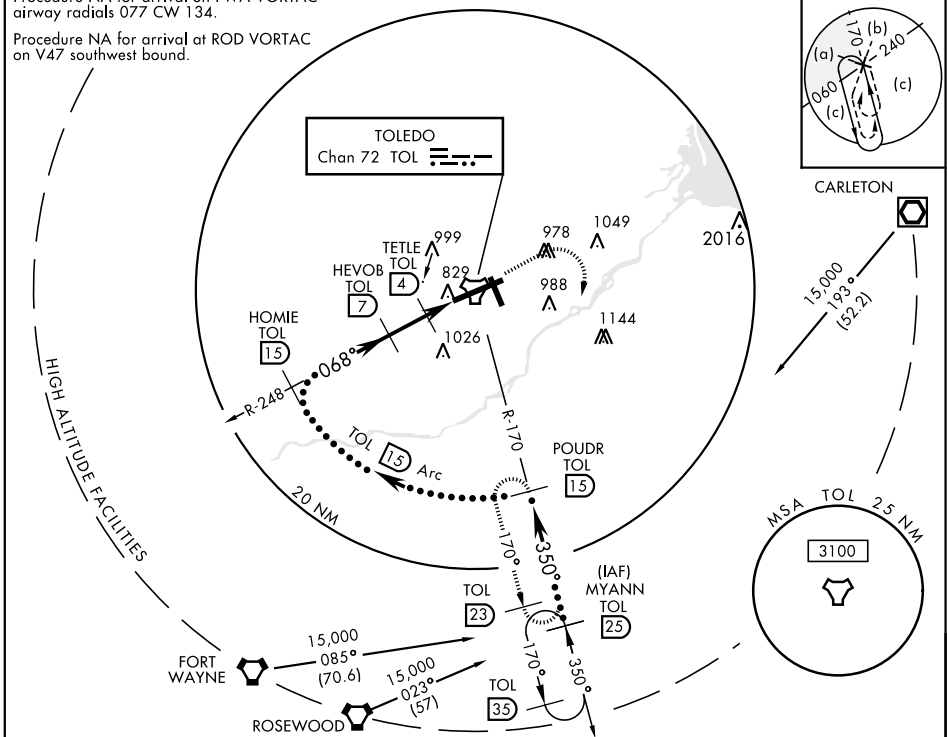 airway radials 077 CW 134.
Procedure NA for arrival at ROD VORTAC
on V47 southwest bound.
170
(b)
(a)
240
060
(c)
(c)
TOLEDO
Chan 72 TOL
CARLETON
15,000
193°
(52.2)
999
978
1049
2016
TETLE
TOL
4
829
HEVOB
TOL
7
988
1026
1144
HOMIE
TOL
15
068°
R-248
R-170
HIGH ALTITUDE FACILITIES
TOL 15 Arc
POUDR
TOL
15
20 NM
170°
350°
MSA TOL 25 NM
3100
(IAF)
MYANN
TOL
25
TOL
23
15,000
085°
(70.6)
FORT
WAYNE
15,000
023°
(57)
ROSEWOOD
TOL
35
170°
350°